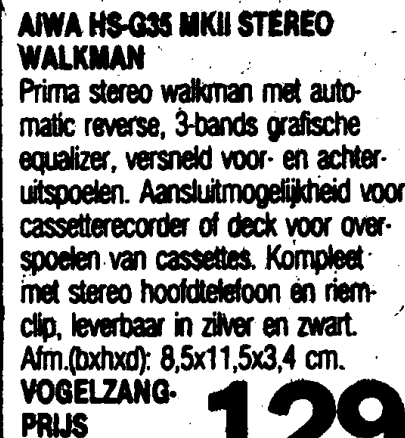 AIWA HS-G35 MKII STEREO
WALKMAN
Prima stereo walkman met auto-
matic reverse, 3-bands grafische
equalizer, versneld voor- en achter-
uitspoelen. Aansluitmogelijkheid voor
cassetterecorder of deck voor over-
spoelen van cassettes. Kompleet
met stereo hoofdtelefoon en riem-
clip, leverbaar in zilver en zwart.
Afm.(bxhxd): 8,5x11,5x3,4 cm.
VOGELZANG-
PRIJS 129